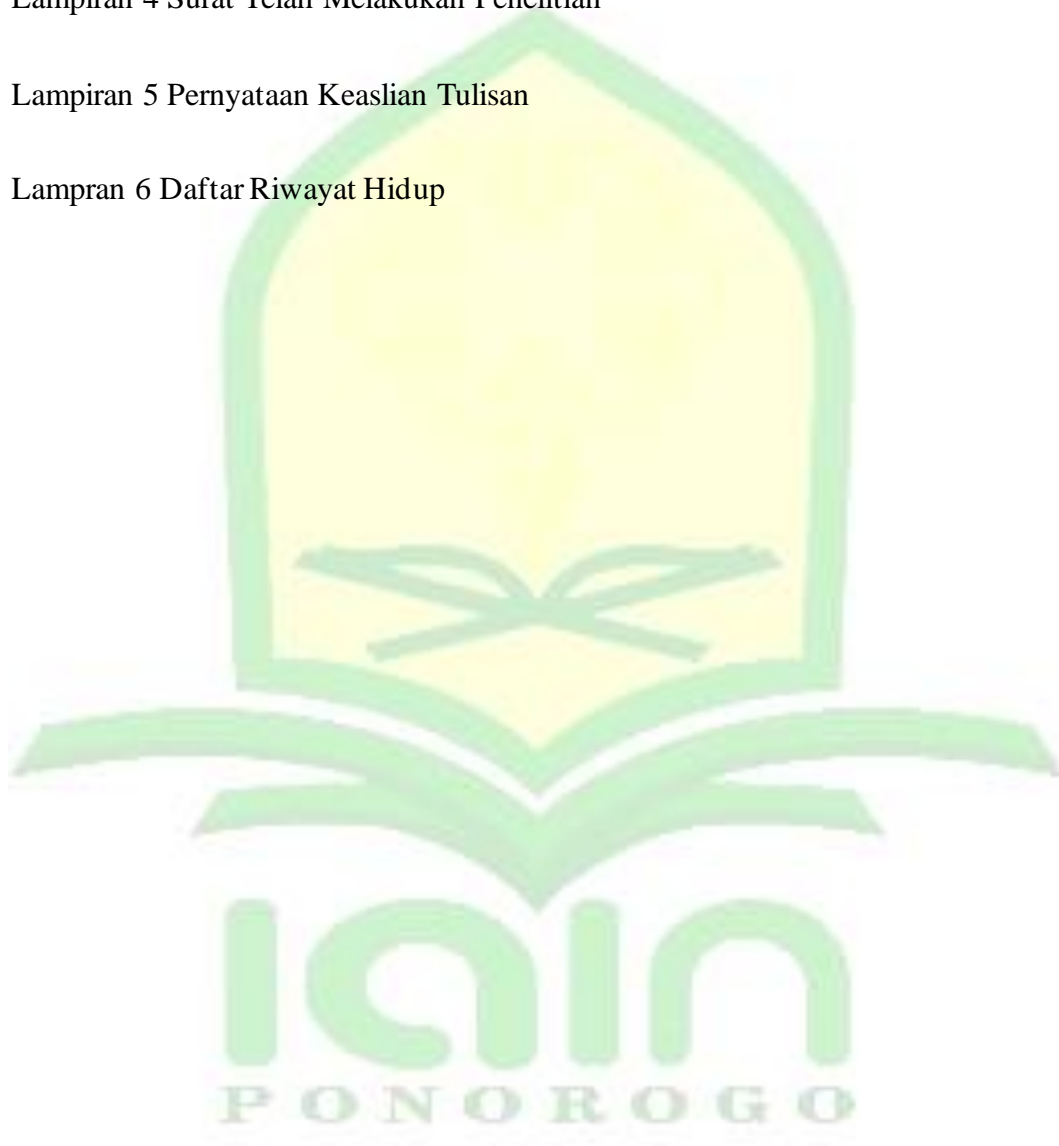 Lampiran 4 Surat Telah Melakukan Penelitian
Lampiran 5 Pernyataan Keaslian Tulisan
Lampran 6 Daftar Riwayat Hidup
IAIN
PONOROGO